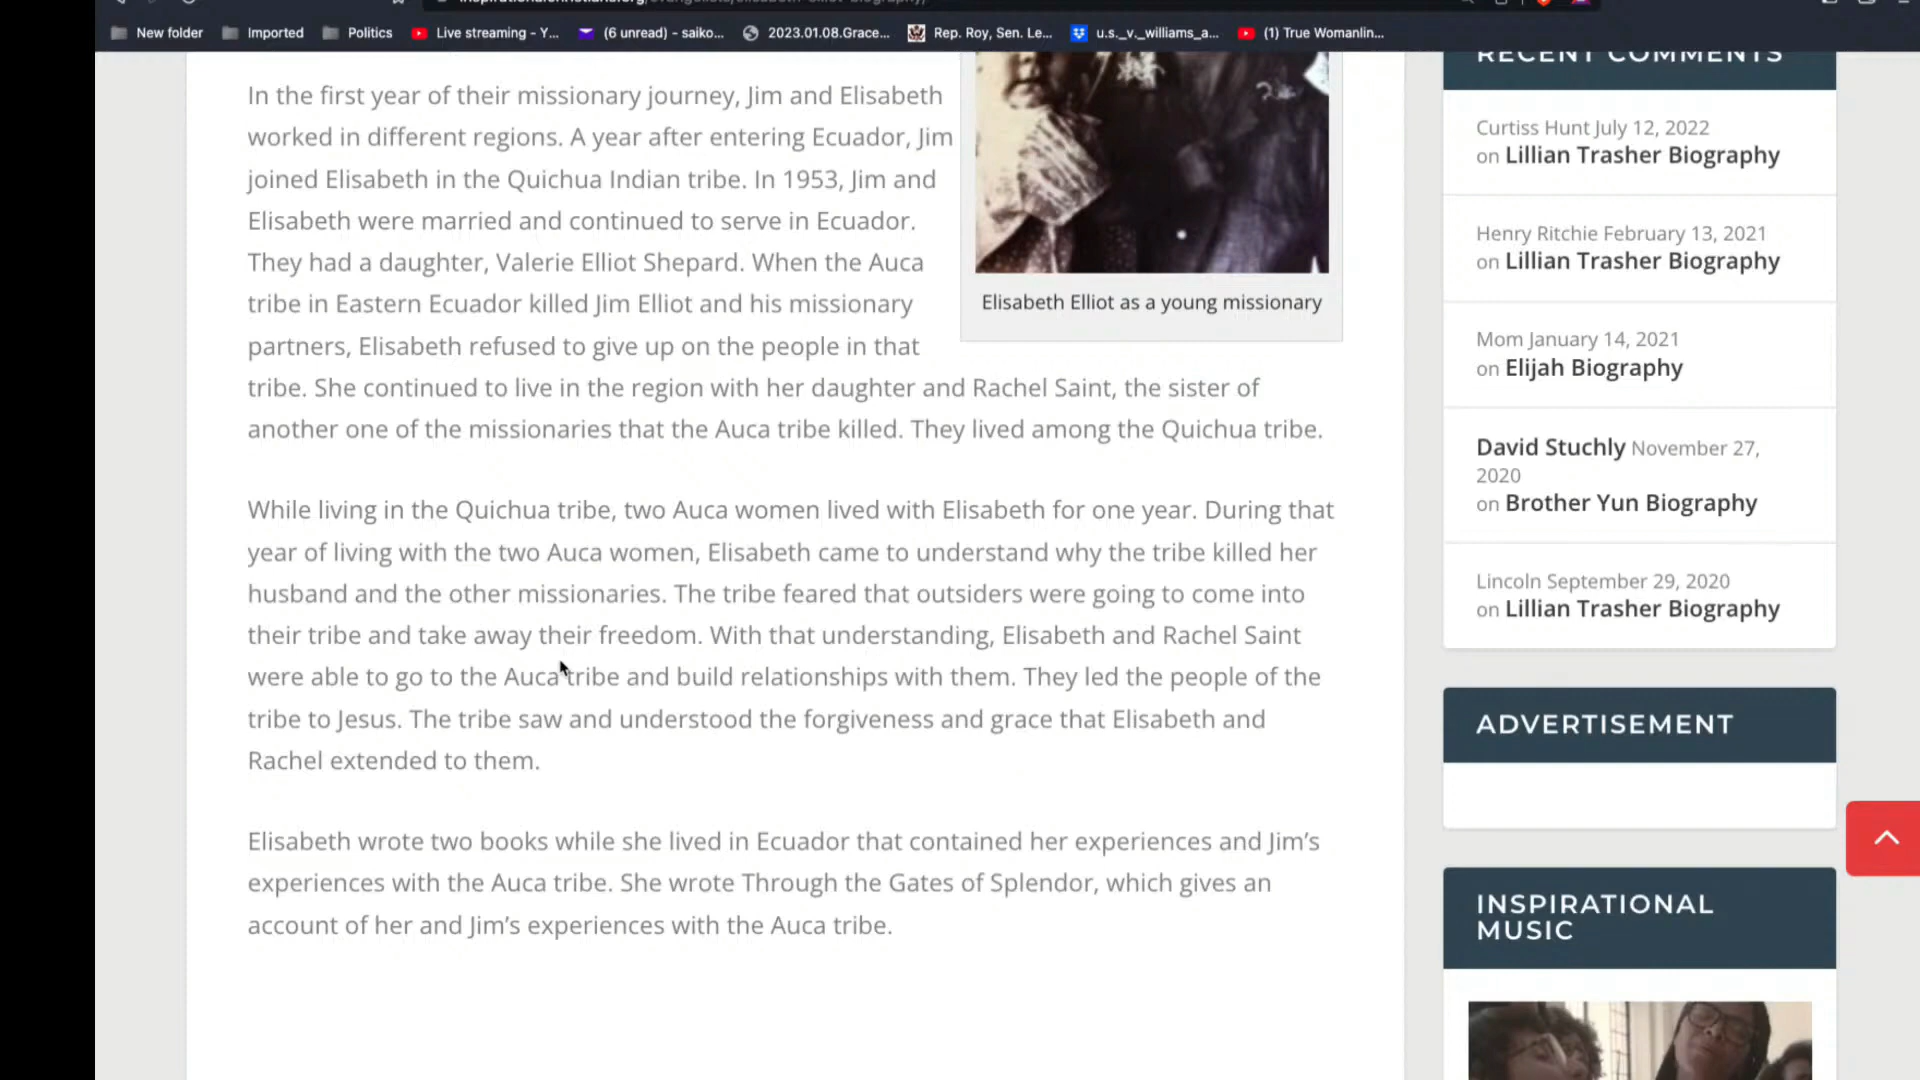 New folder
Imported
Politics
Live streaming - Y...
(6 unread) - saiko...
2023.01.08.Grace...
Rep. Roy, Sen. Le...
u.s._v._williams_a...
(1) True Womanlin...
In the first year of their missionary journey, Jim and Elisabeth
worked in different regions. A year after entering Ecuador, Jim
joined Elisabeth in the Quichua Indian tribe. In 1953, Jim and
Elisabeth were married and continued to serve in Ecuador.
They had a daughter, Valerie Elliot Shepard. When the Auca
tribe in Eastern Ecuador killed Jim Elliot and his missionary
partners, Elisabeth refused to give up on the people in that
tribe. She continued to live in the region with her daughter and Rachel Saint, the sister of
another one of the missionaries that the Auca tribe killed. They lived among the Quichua tribe.
Elisabeth Elliot as a young missionary
While living in the Quichua tribe, two Auca women lived with Elisabeth for one year. During that
year of living with the two Auca women, Elisabeth came to understand why the tribe killed her
husband and the other missionaries. The tribe feared that outsiders were going to come into
their tribe and take away their freedom. With that understanding, Elisabeth and Rachel Saint
were able to go to the Auca tribe and build relationships with them. They led the people of the
tribe to Jesus. The tribe saw and understood the forgiveness and grace that Elisabeth and
Rachel extended to them.
Elisabeth wrote two books while she lived in Ecuador that contained her experiences and Jim’s
experiences with the Auca tribe. She wrote Through the Gates of Splendor, which gives an
account of her and Jim’s experiences with the Auca tribe.
RECENT COMMENTS
Curtiss Hunt July 12, 2022
on Lillian Trasher Biography
Henry Ritchie February 13, 2021
on Lillian Trasher Biography
Mom January 14, 2021
on Elijah Biography
David Stuchly November 27,
2020
on Brother Yun Biography
Lincoln September 29, 2020
on Lillian Trasher Biography
ADVERTISEMENT
INSPIRATIONAL
MUSIC